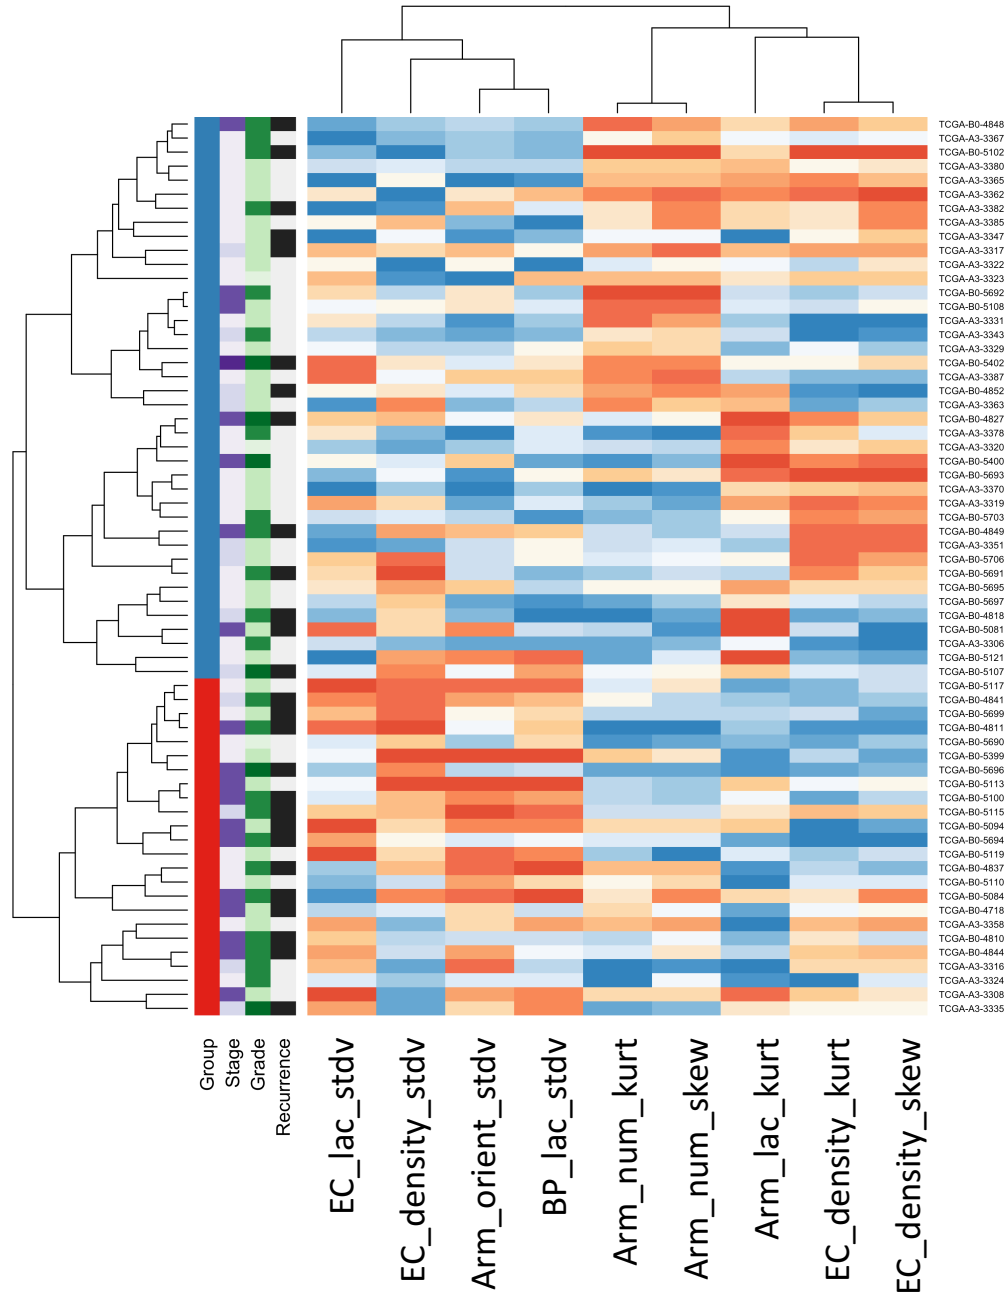 TCGA-B0-4848
TCGA-A3-3367
TCGA-B0-5102
TCGA-A3-3380
TCGA-A3-3365
TCGA-A3-3362
TCGA-A3-3382
TCGA-A3-3385
TCGA-A3-3347
TCGA-A3-3317
TCGA-A3-3322
TCGA-A3-3323
TCGA-B0-5692
TCGA-B0-5108
TCGA-A3-3331
TCGA-A3-3343
TCGA-A3-3329
TCGA-B0-5402
TCGA-A3-3387
TCGA-B0-4852
TCGA-A3-3363
TCGA-B0-4827
TCGA-A3-3378
TCGA-A3-3320
TCGA-B0-5400
TCGA-B0-5693
TCGA-A3-3370
TCGA-A3-3319
TCGA-B0-5703
TCGA-B0-4849
TCGA-A3-3351
TCGA-B0-5706
TCGA-B0-5691
TCGA-B0-5695
TCGA-B0-5697
TCGA-B0-4818
TCGA-B0-5081
TCGA-A3-3306
TCGA-B0-5121
TCGA-B0-5107
TCGA-B0-5117
TCGA-B0-4841
TCGA-B0-5699
TCGA-B0-4811
TCGA-B0-5690
TCGA-B0-5399
TCGA-B0-5696
TCGA-B0-5113
TCGA-B0-5100
TCGA-B0-5115
TCGA-B0-5094
TCGA-B0-5694
TCGA-B0-5119
TCGA-B0-4837
TCGA-B0-5110
TCGA-B0-5084
TCGA-B0-4718
TCGA-A3-3358
TCGA-B0-4810
TCGA-B0-4844
TCGA-A3-3316
TCGA-A3-3324
TCGA-A3-3308
TCGA-A3-3335
Group
Stage
Grade
Recurrence
EC_lac_stdv
EC_density_stdv
Arm_orient_stdv
BP_lac_stdv
Arm_num_kurt
Arm_num_skew
Arm_lac_kurt
EC_density_kurt
EC_density_skew